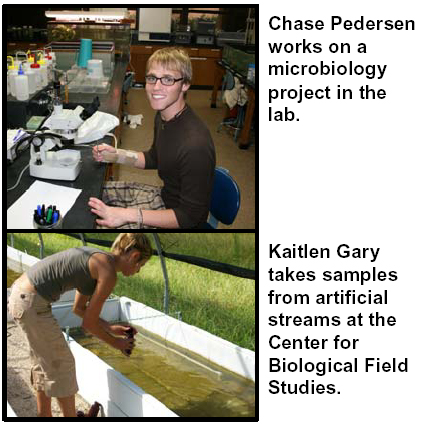 Chase Pedersen
works on a
microbiology
project in the
lab.
Kaitlen Gary
takes samples
from artificial
streams at the
Center for
Biological Field
Studies.